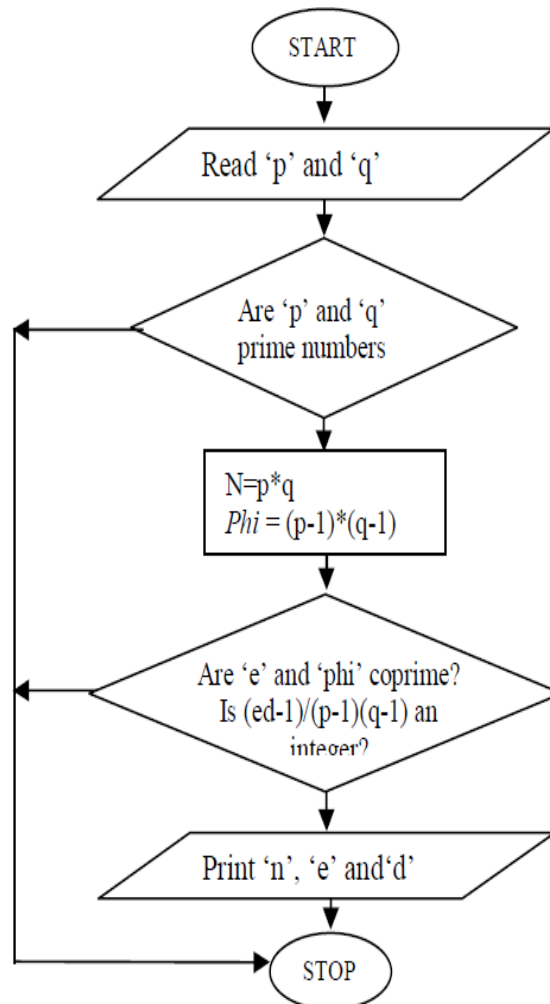 START
Read ‘p’ and ‘q’
Are ‘p’ and ‘q’
prime numbers
N=p*q
Phi = (p-1)*(q-1)
Are ‘e’ and ‘phi’ coprime?
Is (ed-1)/(p-1)(q-1) an
integer?
Print ‘n’, ‘e’ and‘d’
STOP